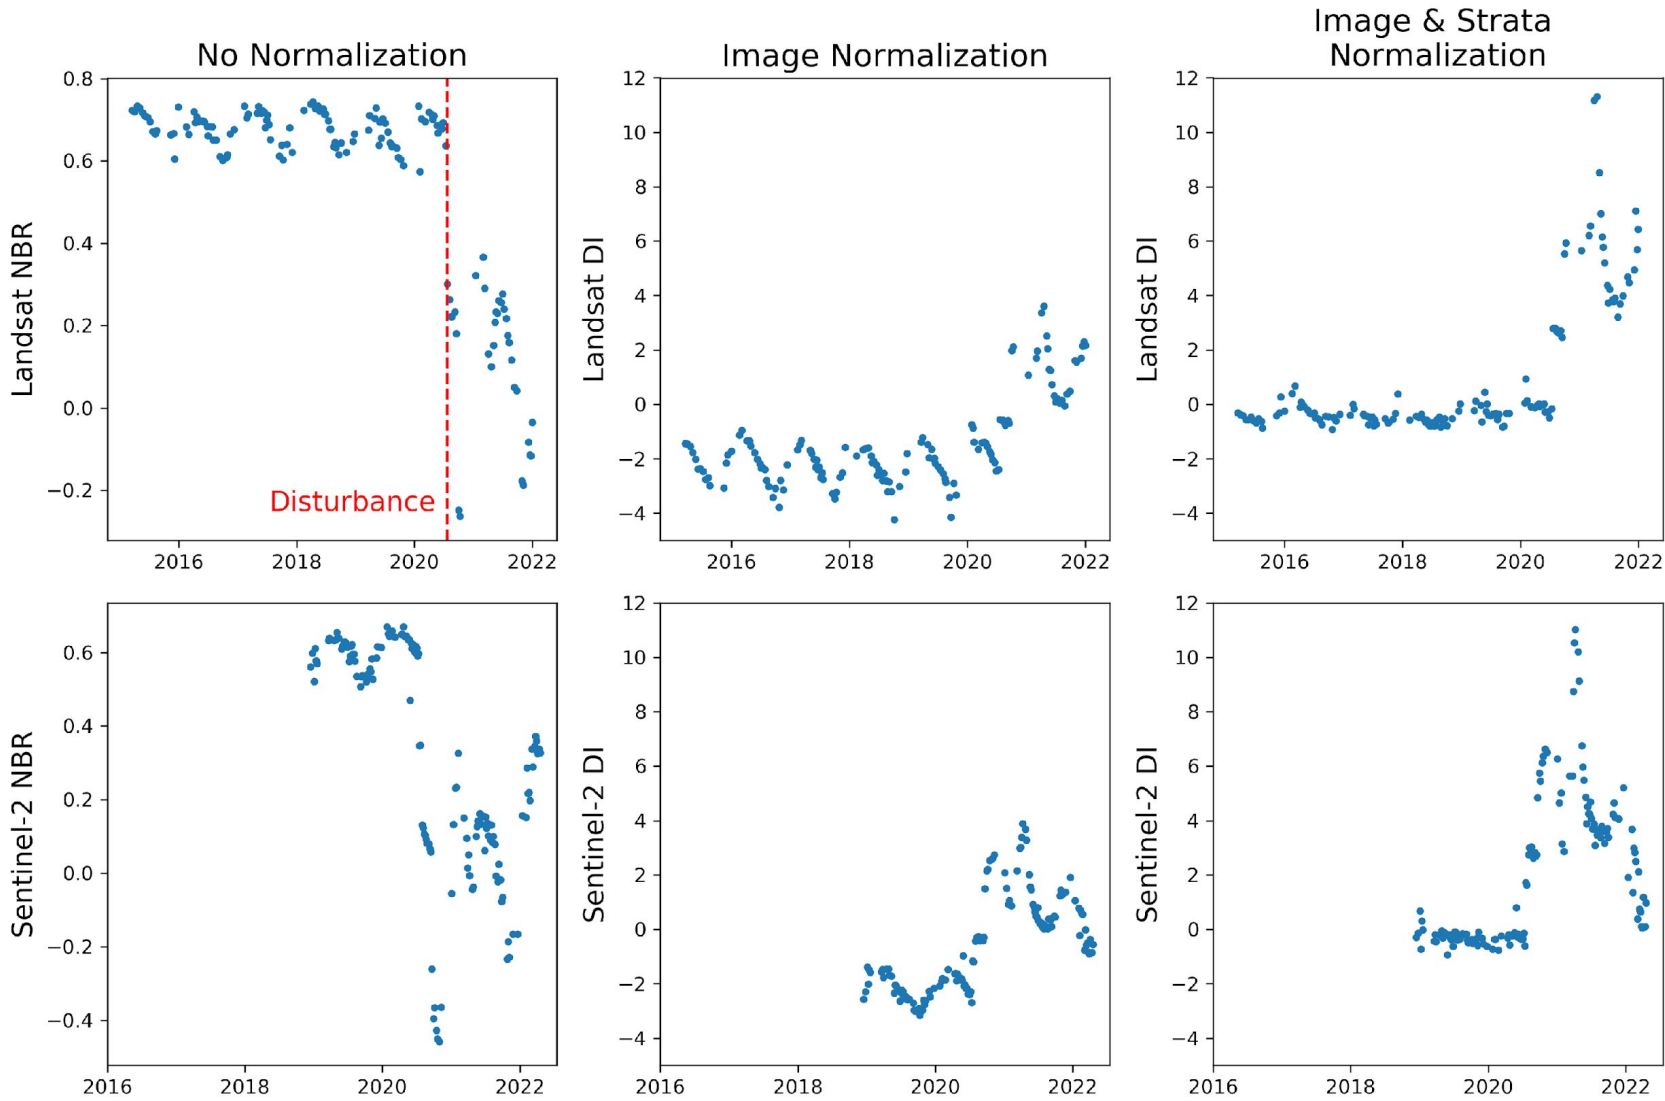 No Normalization
Image Normalization
Image & Strata
Normalization
Landsat NBR
0.8
0.6
0.4
0.2
0.0
−0.2
Disturbance
2016 2018 2020 2022
Landsat DI
12
10
8
6
4
2
0
−2
−4
2016 2018 2020 2022
Landsat DI
12
10
8
6
4
2
0
−2
−4
2016 2018 2020 2022
Sentinel-2 NBR
0.6
0.4
0.2
0.0
−0.2
−0.4
2016 2018 2020 2022
Sentinel-2 DI
12
10
8
6
4
2
0
−2
−4
2016 2018 2020 2022
Sentinel-2 DI
12
10
8
6
4
2
0
−2
−4
2016 2018 2020 2022